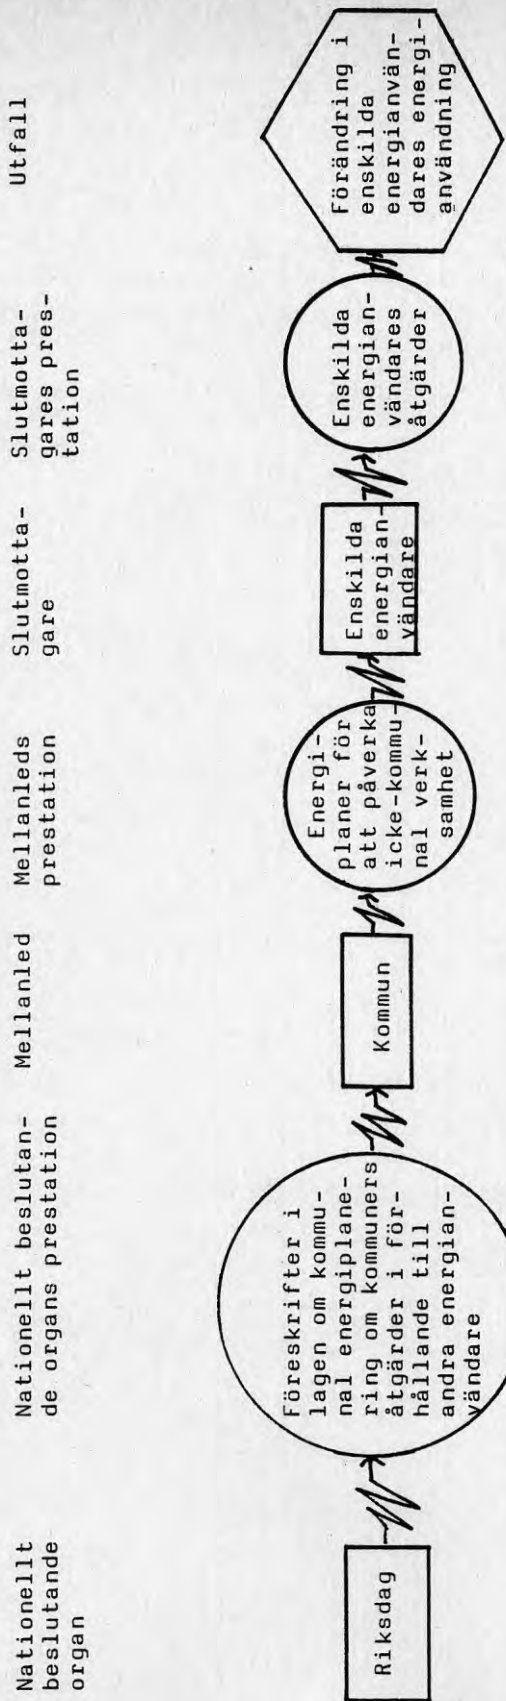 Nationellt
beslutande
organ
Nationellt beslutan-
de organs prestation
Mellanled
Mellanleds
prestation
Slutmotta-
gare
Slutmotta-
gares pres-
tation
Utfall
Riksdag
Föreskrifter i
lagen om kommu-
nal energiplane-
ring om kommuners
åtgärder i för-
hållande till
andra energian-
vändare
Kommun
Energi-
planer för
att påverka
icke-kommu-
nal verk-
samhet
Enskilda
energian-
vändare
Enskilda
energian-
vändares
åtgärder
Förändring i
enskilda
energianvän-
dares energi-
användning